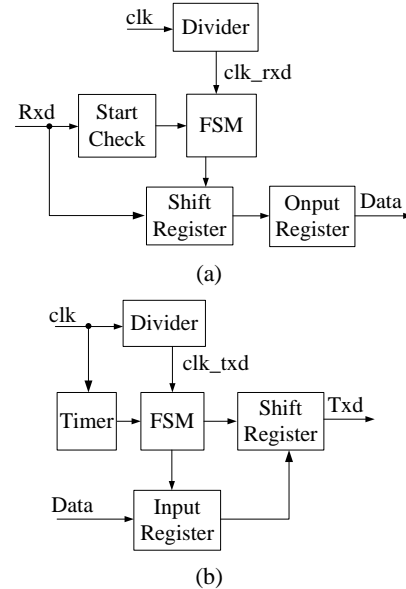 clk
Divider
clk_rxd
Rxd
Start
Check
FSM
Shift
Register
Onput
Register
Data
(a)
clk
Divider
clk_txd
Timer
FSM
Shift
Register
Txd
Data
Input
Register
(b)